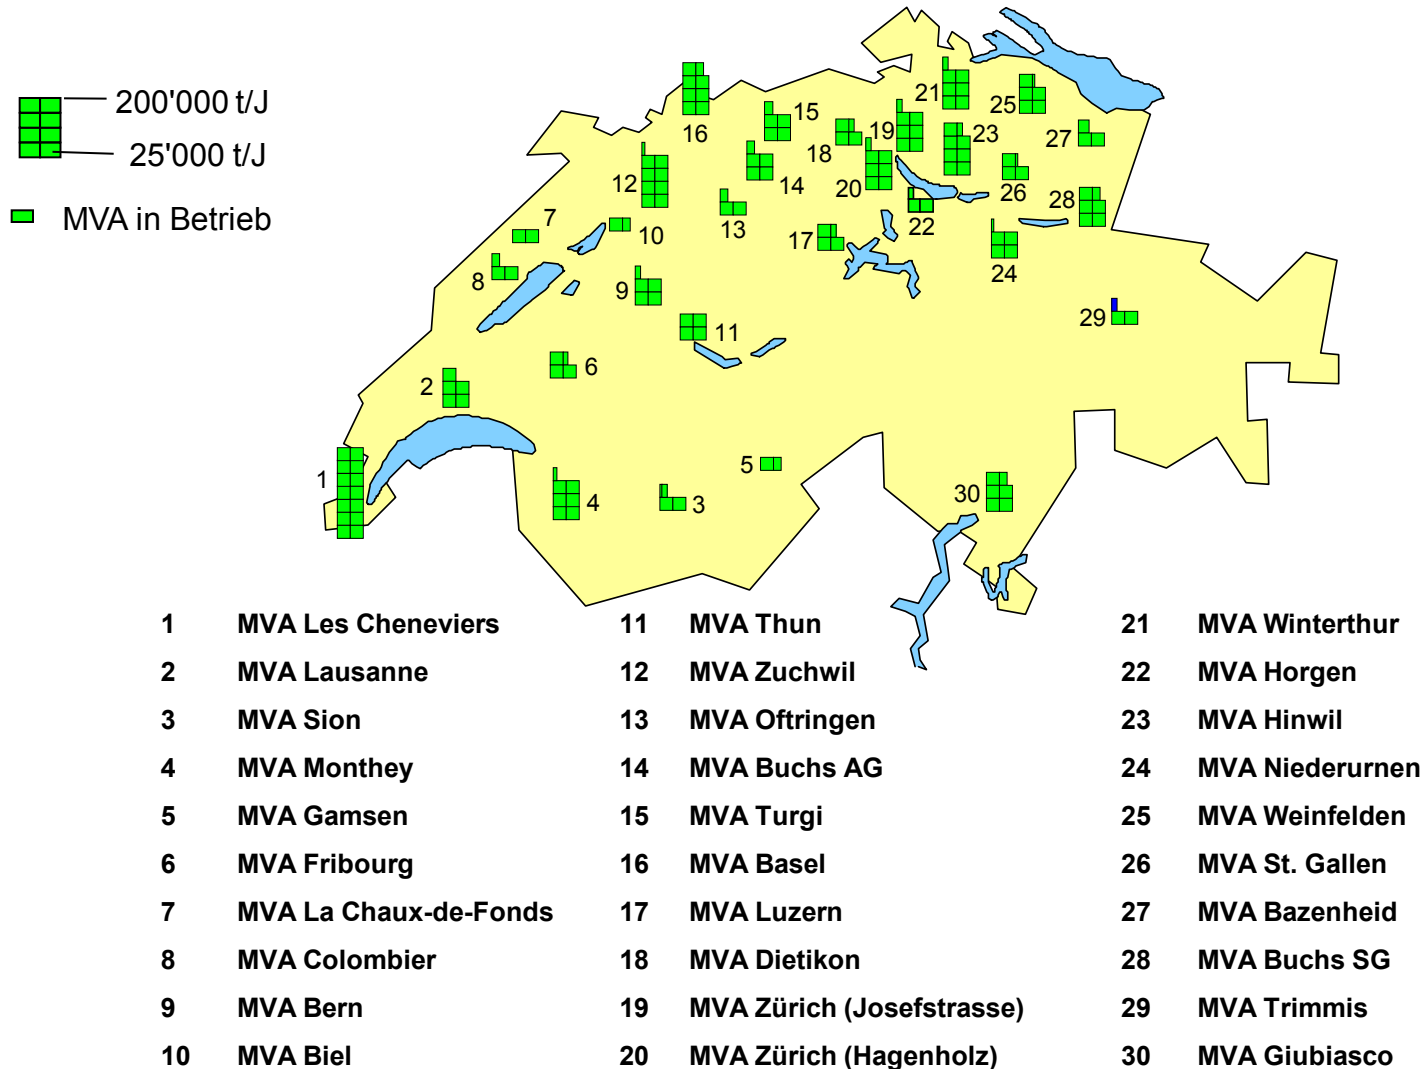 200'000 t/J
25'000 t/J
MVA in Betrieb
21
25
15
16
19
23
27
18
12
14
20
26
28
7
13
22
10
17
24
8
9
29
11
6
2
5
1
30
4
3
1 MVA Les Cheneviers
2 MVA Lausanne
3 MVA Sion
4 MVA Monthey
5 MVA Gamsen
6 MVA Fribourg
7 MVA La Chaux-de-Fonds
8 MVA Colombier
9 MVA Bern
10 MVA Biel
11 MVA Thun
12 MVA Zuchwil
13 MVA Oftringen
14 MVA Buchs AG
15 MVA Turgi
16 MVA Basel
17 MVA Luzern
18 MVA Dietikon
19 MVA Zürich (Josefstrasse)
20 MVA Zürich (Hagenholz)
21 MVA Winterthur
22 MVA Horgen
23 MVA Hinwil
24 MVA Niederurnen
25 MVA Weinfelden
26 MVA St. Gallen
27 MVA Bazenheid
28 MVA Buchs SG
29 MVA Trimmis
30 MVA Giubiasco